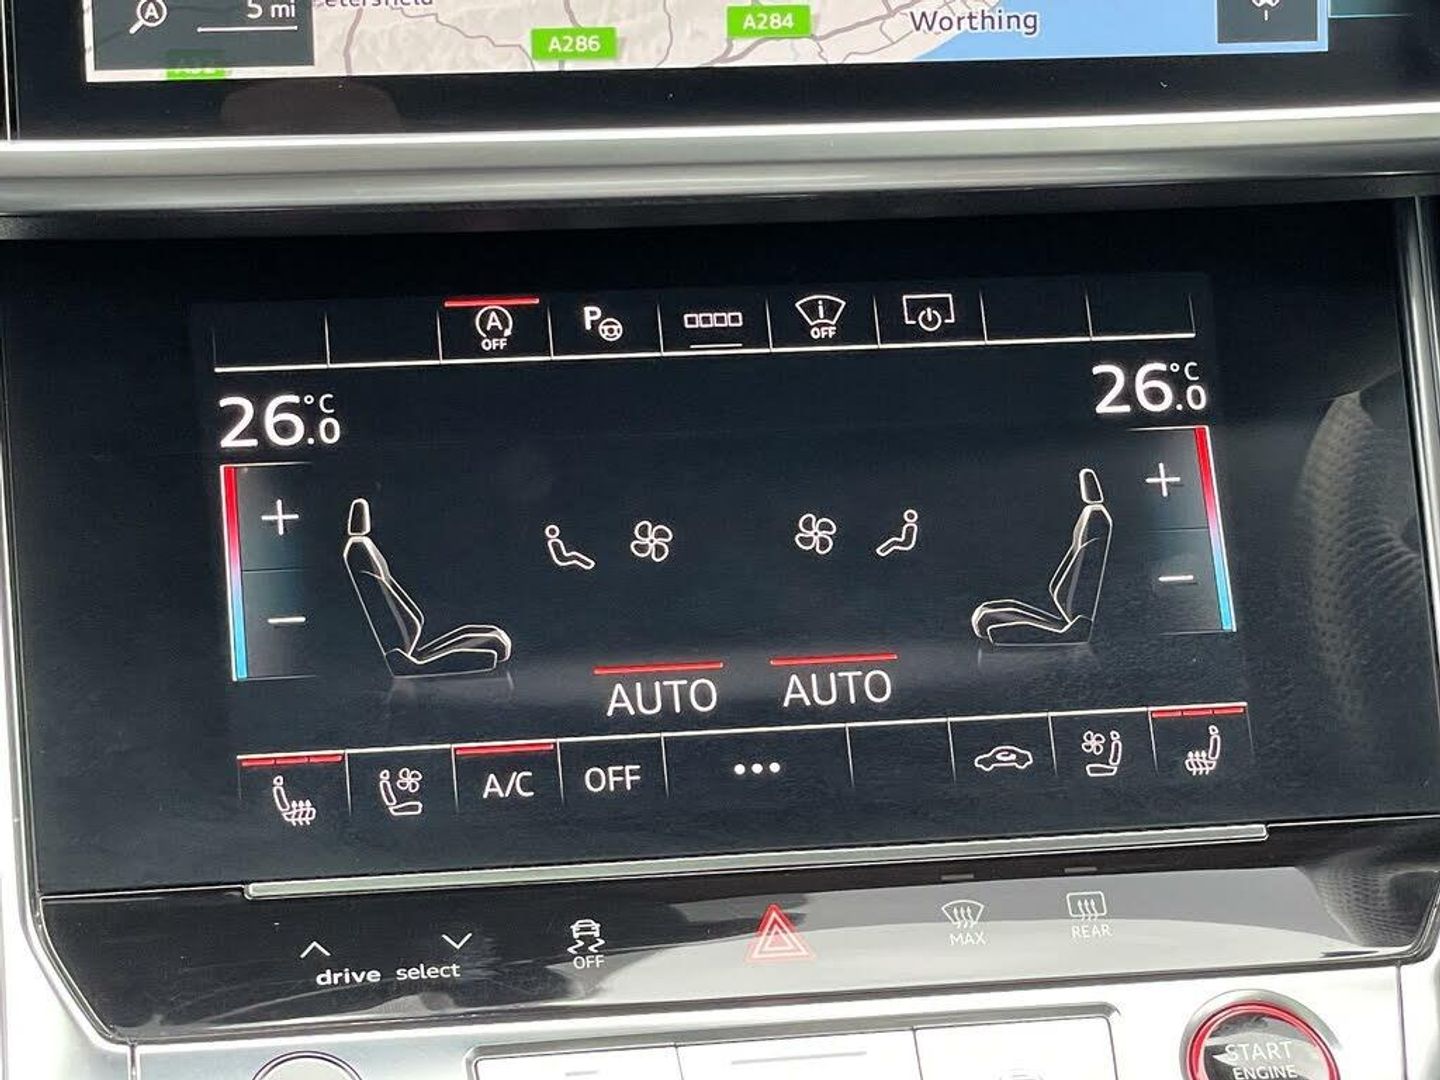 5 mi
A286
A284
Worthing
A
OFF
P
i
OFF
26.0 °C
26.0 °C
+
+
−
−
AUTO
AUTO
A/C
OFF
•••
drive select
OFF
MAX
REAR
START
ENGINE